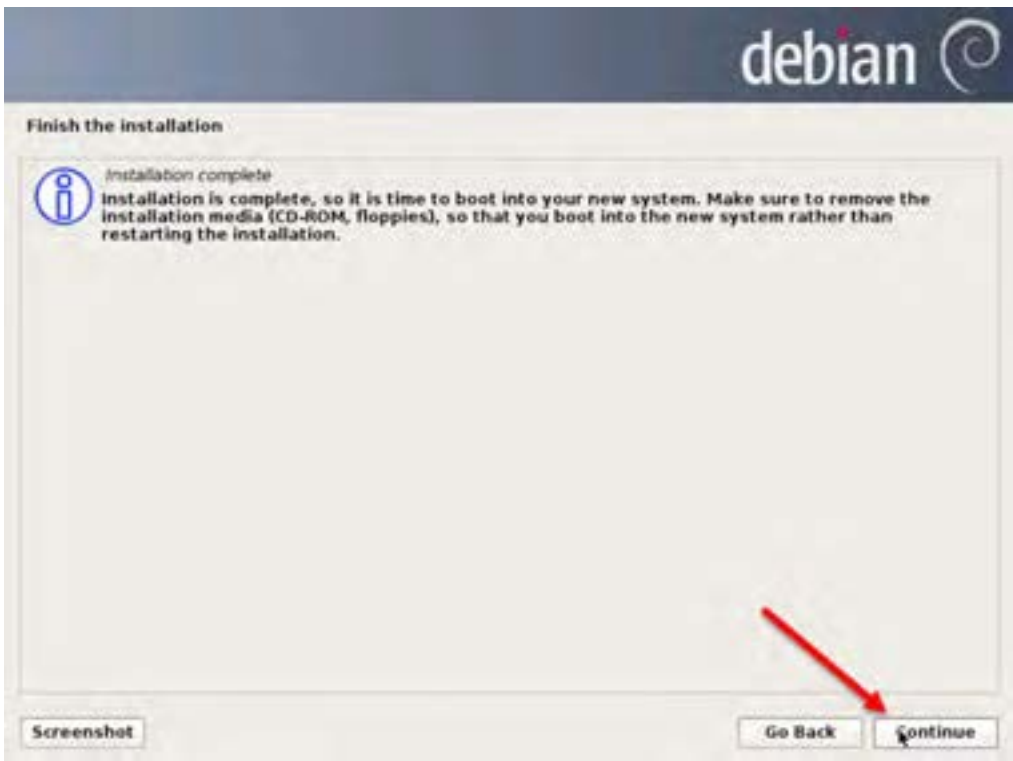 debian
Finish the installation
Installation complete
Installation is complete, so it is time to boot into your new system. Make sure to remove the
installation media (CD-ROM, floppies), so that you boot into the new system rather than
restarting the installation.
Screenshot
Go Back
Continue